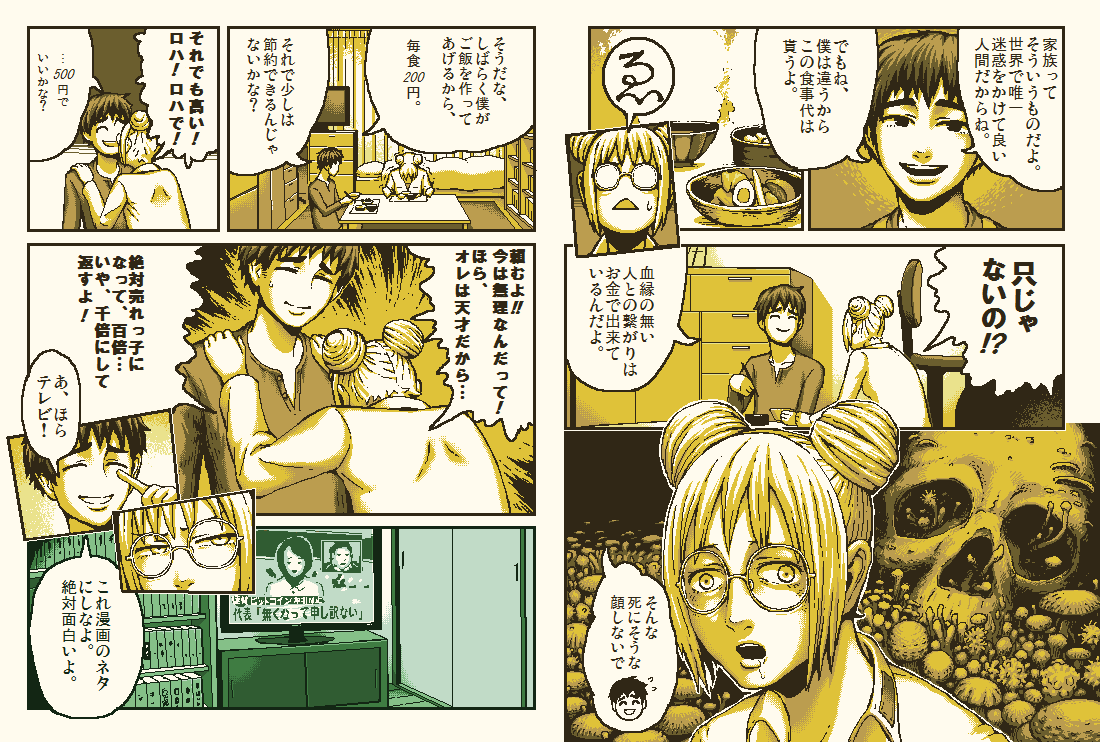 家族って
そういうものだよ。
世界で唯一
迷惑をかけて良い
人間だからね。
でもね、
僕は違うから
この食事代は
貰うよ。
ゑ
只じゃ
ないの!?
血縁の無い
人との繋がりは
お金で出来て
いるんだよ。
そんな
死にそうな
顔しないで
そうだな、
しばらく僕が
ご飯を作って
あげるから、
毎食200円。
それで少しは
節約できるんじゃ
ないかな?
それでも高い!
ロハ!ロハで!
…500円で
いいかな?
頼むよ!!
今は無理なんだって!
ほら、
オレは天才だから…
絶対売れっ子に
なって、百倍…
いや、千倍にして
返すよ!
あ、ほら
テレビ!
代表「無くなって申し訳ない」
これ漫画のネタ
にしなよ。
絶対面白いよ。